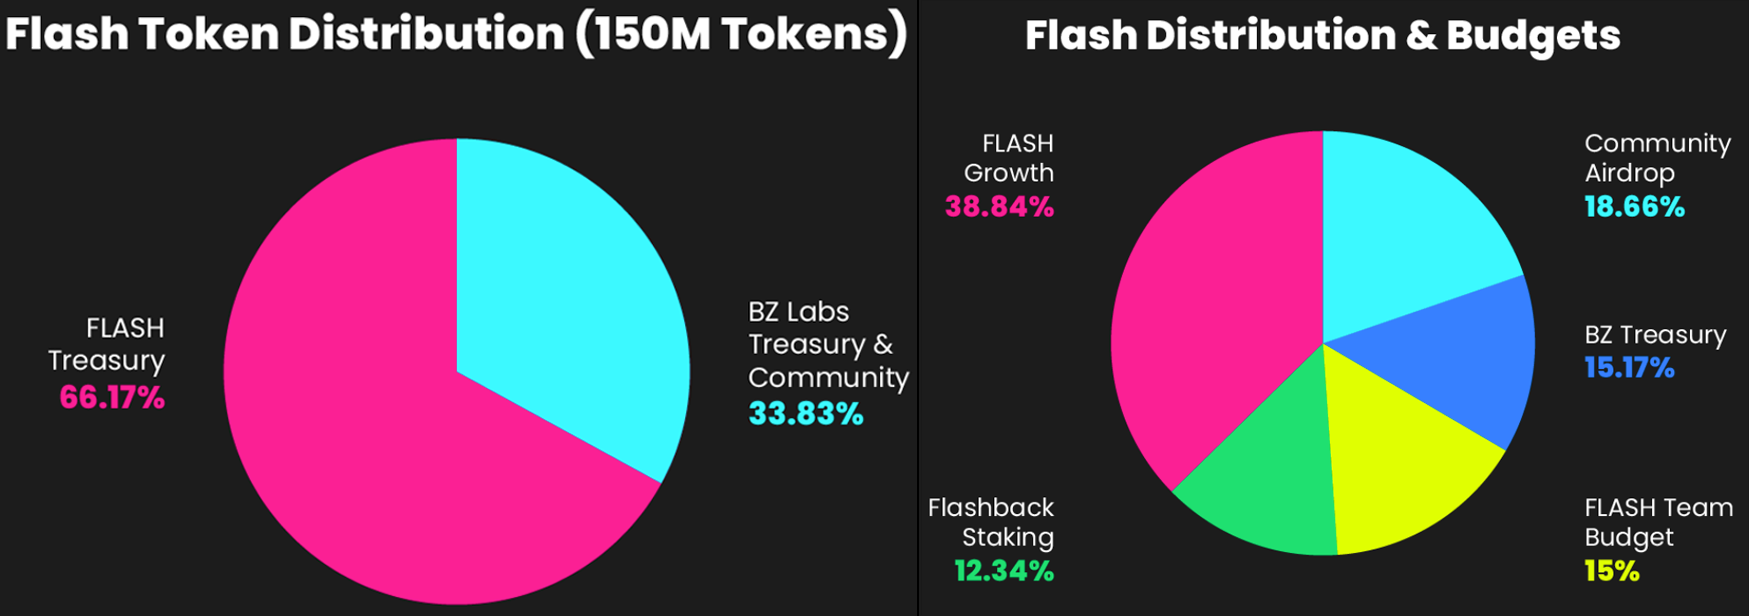 Flash Token Distribution (150M Tokens)
FLASH
Treasury
66.17%
BZ Labs
Treasury &
Community
33.83%
Flash Distribution & Budgets
FLASH
Growth
38.84%
Community
Airdrop
18.66%
BZ Treasury
15.17%
Flashback
Staking
12.34%
FLASH Team
Budget
15%